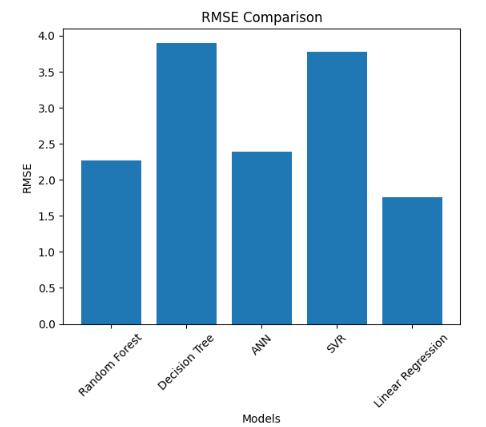 RMSE Comparison
4.0
3.5
3.0
2.5
2.0
1.5
1.0
0.5
0.0
RMSE
Random Forest
Decision Tree
ANN
SVR
Linear Regression
Models